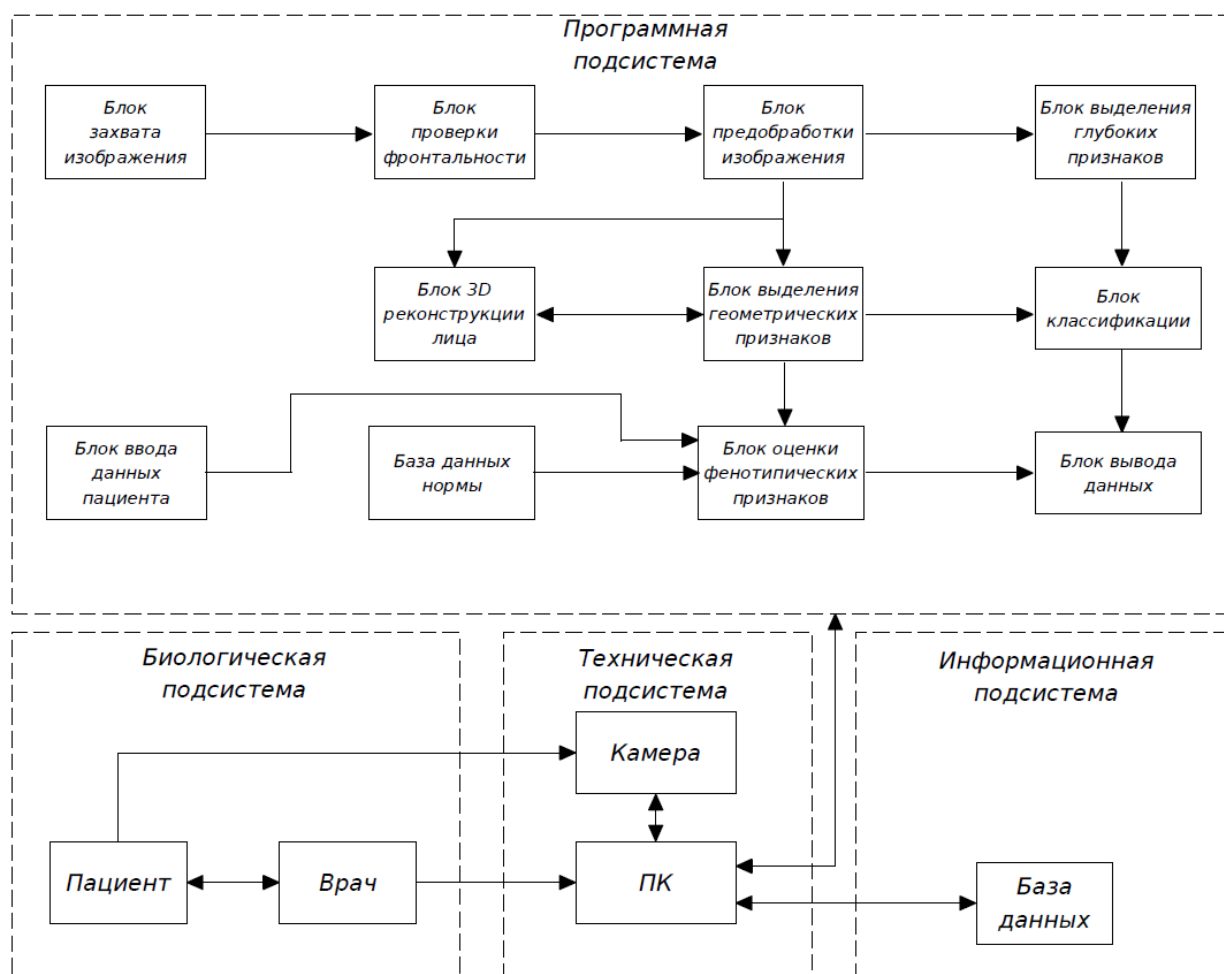 Программная
подсистема
Блок
захвата
изображения
Блок
проверки
фронтальности
Блок
предобработки
изображения
Блок выделения
глубоких
признаков
Блок 3D
реконструкции
лица
Блок выделения
геометрических
признаков
Блок
классификации
Блок ввода
данных
пациента
База данных
нормы
Блок оценки
фенотипических
признаков
Блок вывода
данных
Биологическая
подсистема
Пациент
Врач
Техническая
подсистема
Камера
ПК
Информационная
подсистема
База
данных